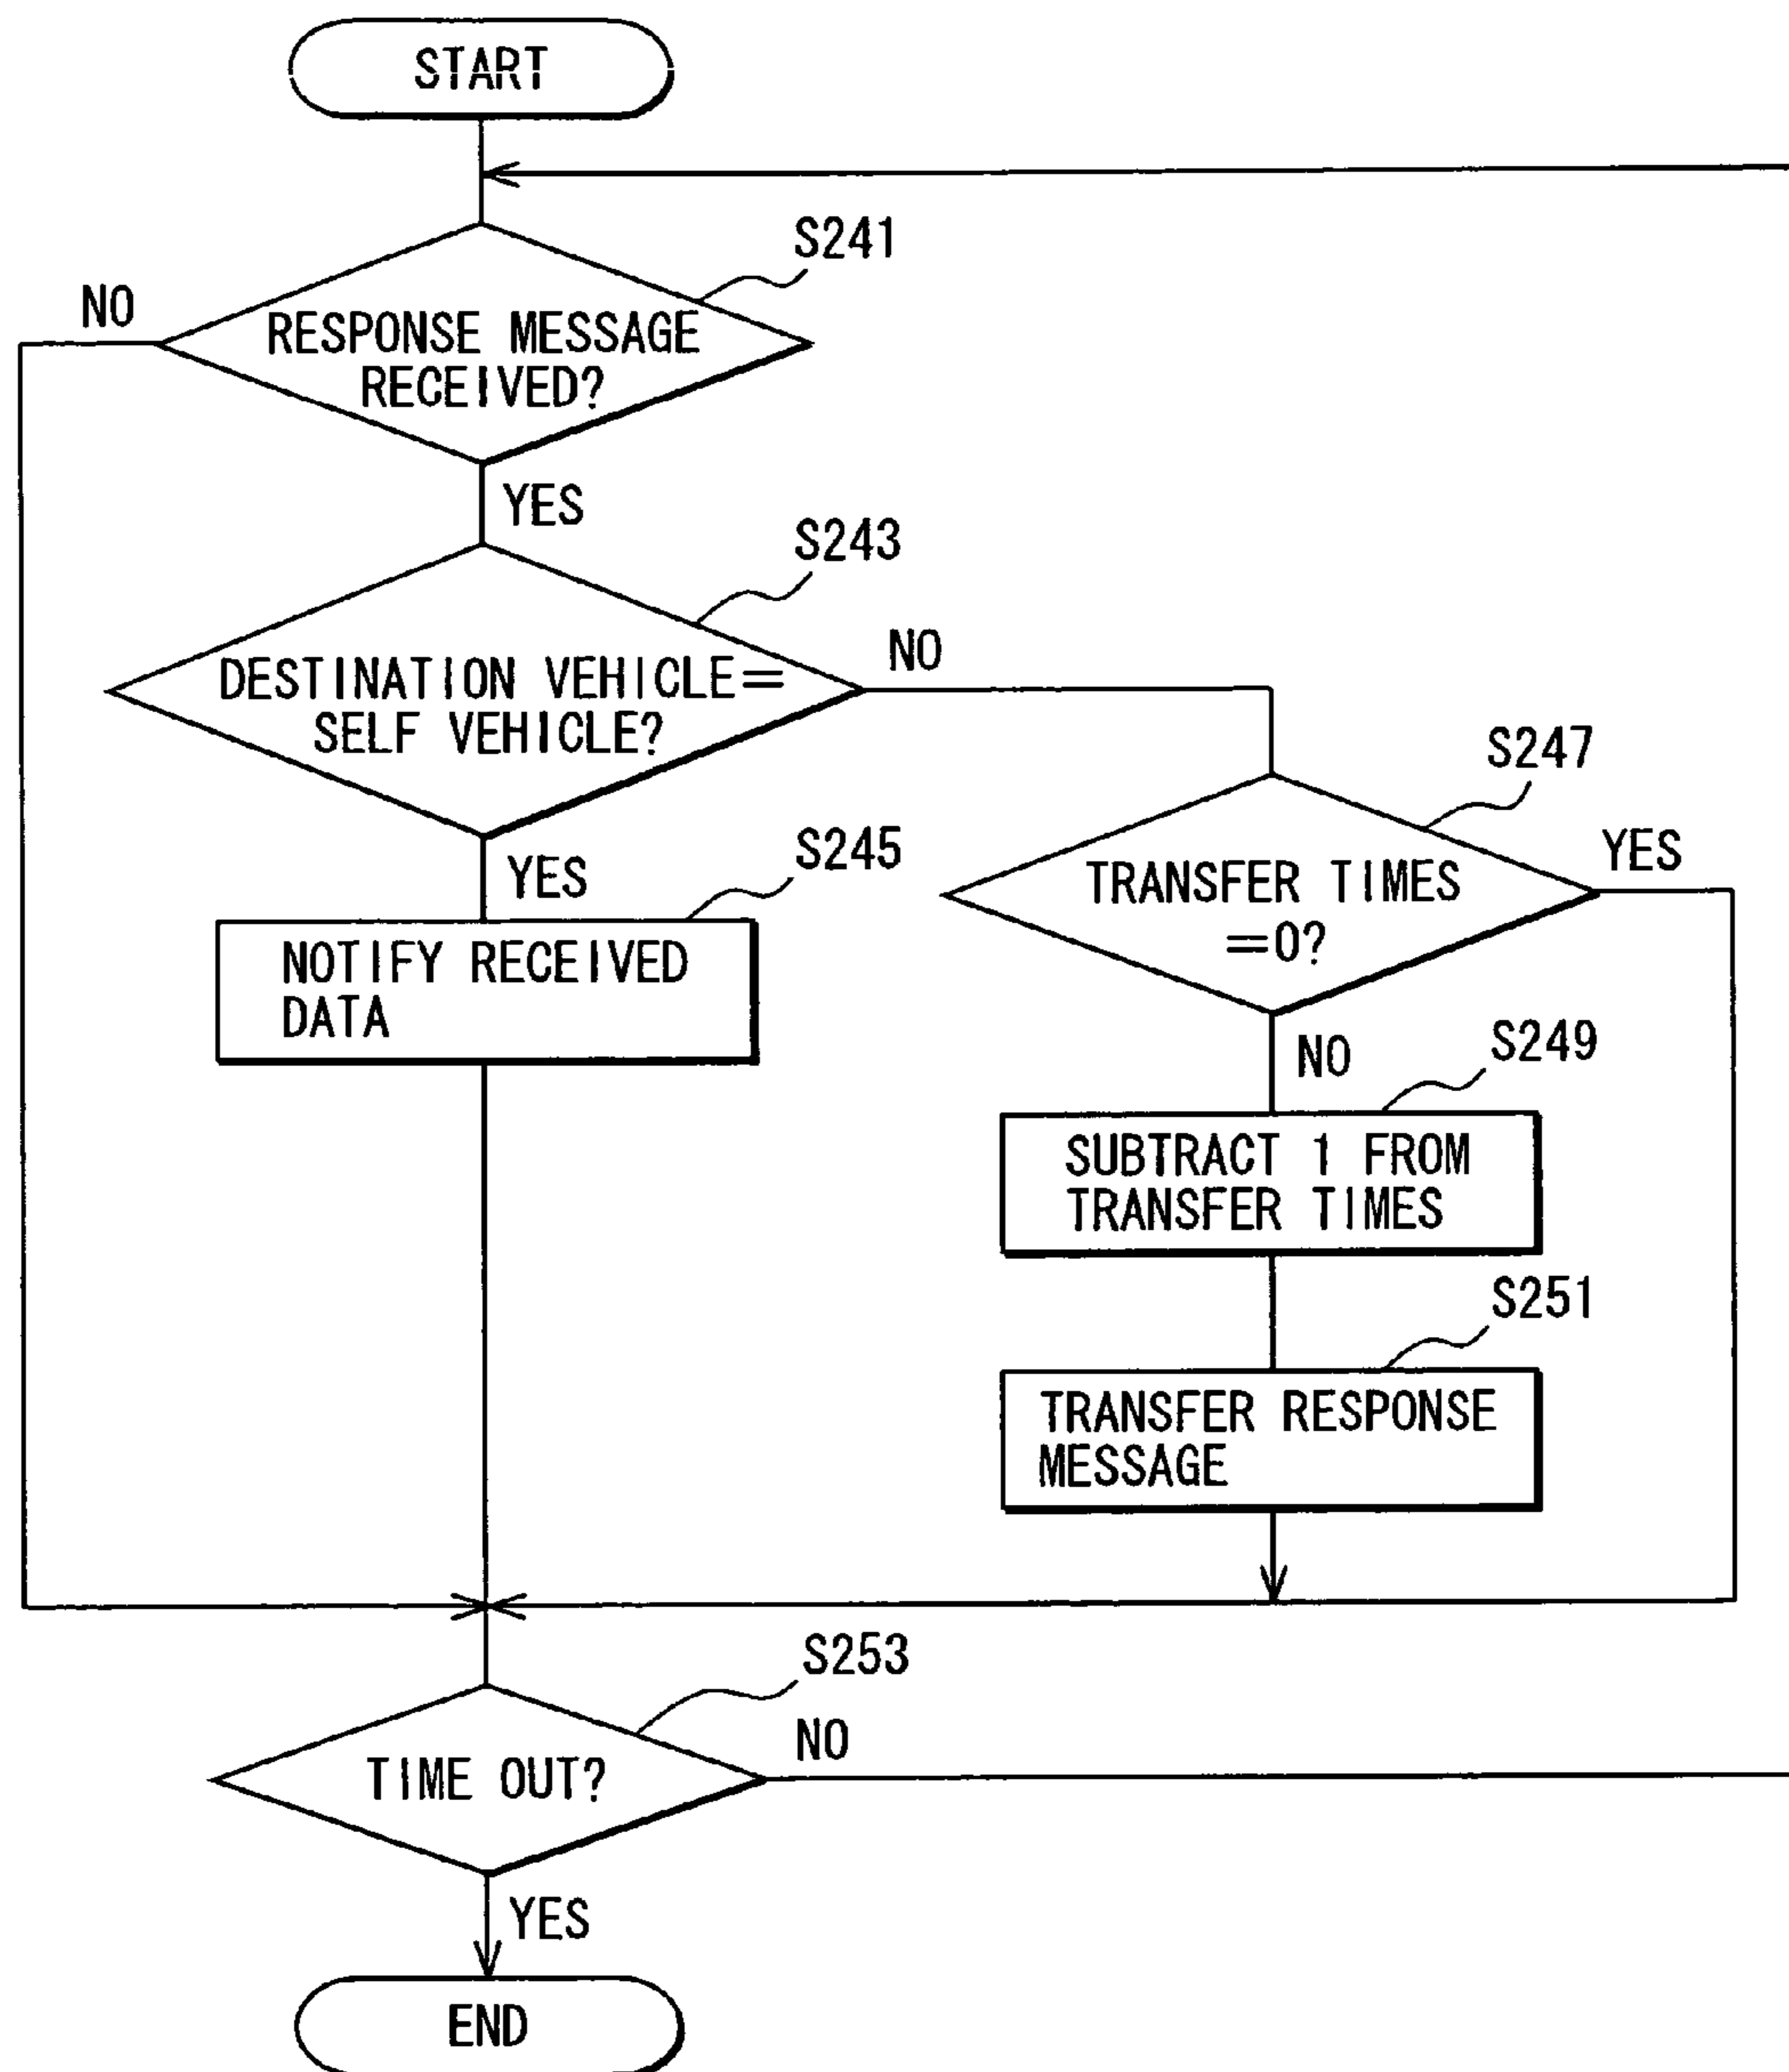 START
S241
NO
RESPONSE MESSAGE
RECEIVED?
YES
S243
NO
DESTINATION VEHICLE=
SELF VEHICLE?
S247
YES
S245
YES
TRANSFER TIMES
=0?
NOTIFY RECEIVED
DATA
NO
S249
SUBTRACT 1 FROM
TRANSFER TIMES
S251
TRANSFER RESPONSE
MESSAGE
S253
NO
TIME OUT?
YES
END